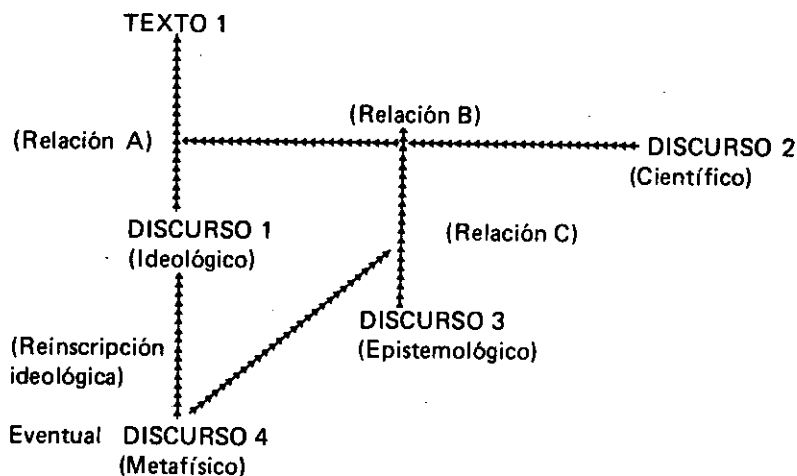 TEXTO 1
(Relación B)
(Relación A)
DISCURSO 2
(Científico)
DISCURSO 1
(Ideológico)
(Relación C)
DISCURSO 3
(Epistemológico)
(Reinscripción
ideológica)
Eventual DISCURSO 4
(Metafísico)